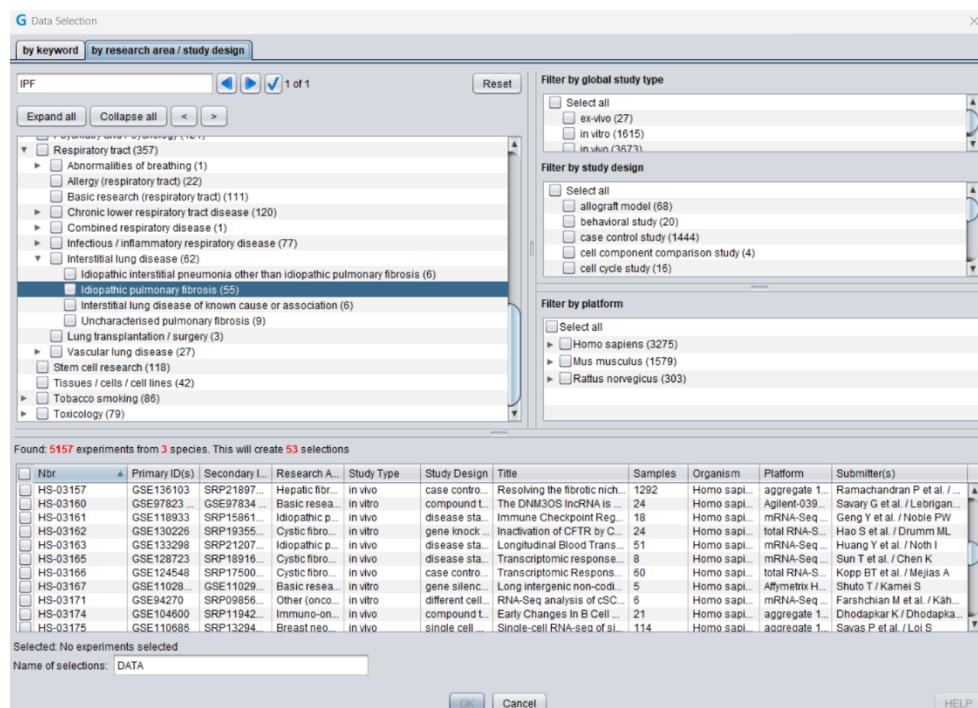 G Data Selection
by keyword by research area / study design
IPF 1 of 1 Reset
Expand all Collapse all < >
Respiratory tract (357)
Abnormalities of breathing (1)
Allergy (respiratory tract) (22)
Basic research (respiratory tract) (111)
Chronic lower respiratory tract disease (120)
Combined respiratory disease (1)
Infectious / inflammatory respiratory disease (77)
Interstitial lung disease (62)
Idiopathic interstitial pneumonia other than idiopathic pulmonary fibrosis (6)
Idiopathic pulmonary fibrosis (55)
Interstitial lung disease of known cause or association (6)
Uncharacterised pulmonary fibrosis (9)
Lung transplantation / surgery (3)
Vascular lung disease (27)
Stem cell research (118)
Tissues / cells / cell lines (42)
Tobacco smoking (86)
Toxicology (79)
Filter by global study type
Select all
ex-vivo (27)
in vitro (1615)
in vivo (3673)
Filter by study design
Select all
allograft model (68)
behavioral study (20)
case control study (1444)
cell component comparison study (4)
cell cycle study (16)
Filter by platform
Select all
Homo sapiens (3275)
Mus musculus (1579)
Rattus norvegicus (303)
Found: 5157 experiments from 3 species. This will create 53 selections
Nbr Primary ID(s) Secondary I... Research A... Study Type Study Design Title Samples Organism Platform Submitter(s)
HS-03157 GSE136103 SRP21897... Hepatic fibr... in vivo case contro... Resolving the fibrotic nich... 1292 Homo sapi... aggregate 1... Ramachandran P et al. / ...
HS-03160 GSE97823 ... GSE97834 ... Basic resea... in vitro compound t... The DNM3OS lncRNA is ... 24 Homo sapi... Agilent-039... Savary G et al. / Lebrigan...
HS-03161 GSE118933 SRP15861... Idiopathic p... in vivo disease sta... Immune Checkpoint Reg... 18 Homo sapi... mRNA-Seq ... Geng Y et al. / Noble PW
HS-03162 GSE130226 SRP19355... Cystic fibro... in vitro gene knock ... Inactivation of CFTR by C... 24 Homo sapi... total RNA-S... Hao S et al. / Drumm ML
HS-03163 GSE133298 SRP21207... Idiopathic p... in vivo disease sta... Longitudinal Blood Trans... 51 Homo sapi... mRNA-Seq ... Huang Y et al. / Noth I
HS-03165 GSE128723 SRP18916... Cystic fibro... in vivo disease sta... Transcriptomic response... 8 Homo sapi... mRNA-Seq ... Sun T et al. / Chen K
HS-03166 GSE124548 SRP17500... Cystic fibro... in vivo case contro... Transcriptomic Respons... 60 Homo sapi... total RNA-S... Kopp BT et al. / Mejias A
HS-03167 GSE11028... GSE11029... Basic resea... in vitro gene silenc... Long intergenic non-codi... 5 Homo sapi... Affymetrix H... Shuto T / Kamei S
HS-03171 GSE94270 SRP09856... Other (onco... in vitro different cell... RNA-Seq analysis of cSC... 6 Homo sapi... mRNA-Seq ... Farshchian M et al. / Käh...
HS-03174 GSE104600 SRP11942... Immuno-on... in vivo compound t... Early Changes In B Cell ... 21 Homo sapi... aggregate 1... Dhodapkar K / Dhodapka...
HS-03175 GSE110686 SRP13294... Breast neo... in vivo single cell ... Single-cell RNA-seq of si... 114 Homo sapi... aggregate 1... Savas P et al. / Loi S
Selected: No experiments selected
Name of selections: DATA
OK Cancel HELP